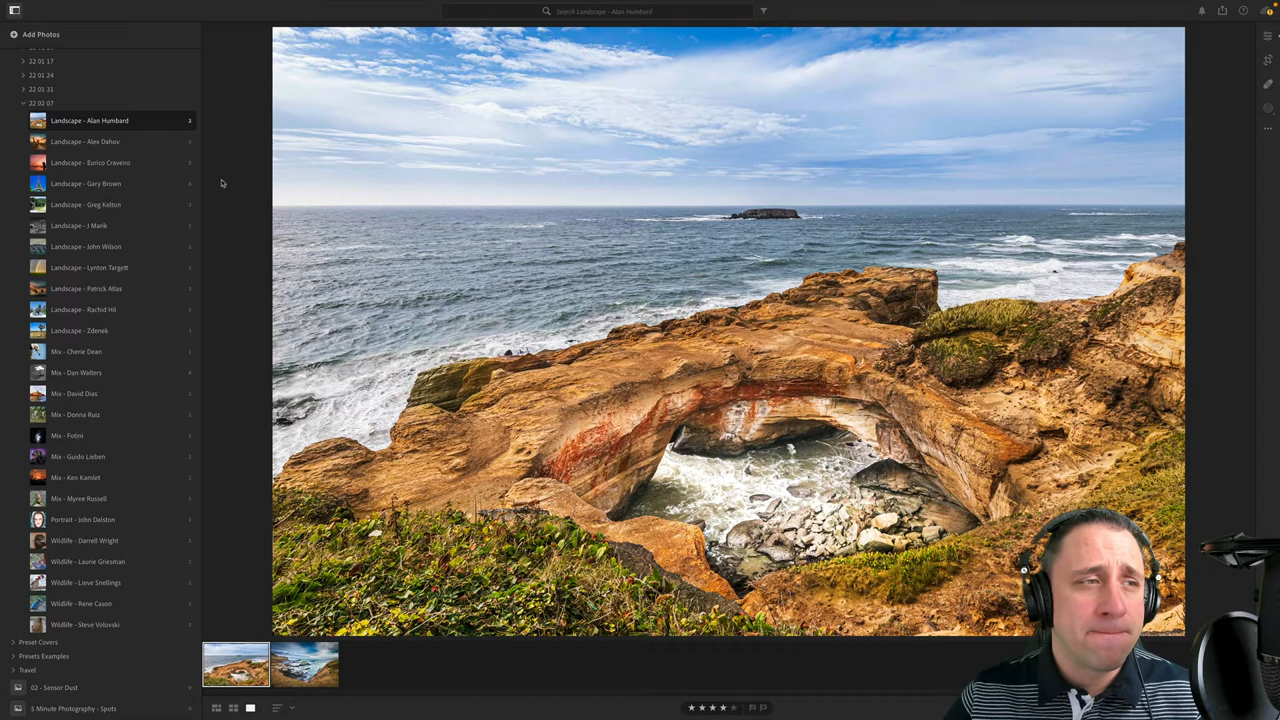 Search Landscape - Alan Humbard
Add Photos
22 01 17
22 01 24
22 01 31
22 02 07
Landscape - Alan Humbard 2
Landscape - Alex Dahov
Landscape - Eurico Craveiro
Landscape - Gary Brown
Landscape - Greg Kelton
Landscape - J Marik
Landscape - John Wilson
Landscape - Lynton Targett
Landscape - Patrick Atlas
Landscape - Rachid Hil
Landscape - Zdenek
Mix - Cherie Dean
Mix - Dan Walters
Mix - David Dias
Mix - Donna Ruiz
Mix - Fotini
Mix - Guido Lieben
Mix - Ken Kamlet
Mix - Myree Russell
Portrait - John Dalston
Wildlife - Darrell Wright
Wildlife - Laurie Griesman
Wildlife - Lieve Snellings
Wildlife - Rene Cason
Wildlife - Steve Volovski
Preset Covers
Presets Examples
Travel
02 - Sensor Dust
5 Minute Photography - Spots